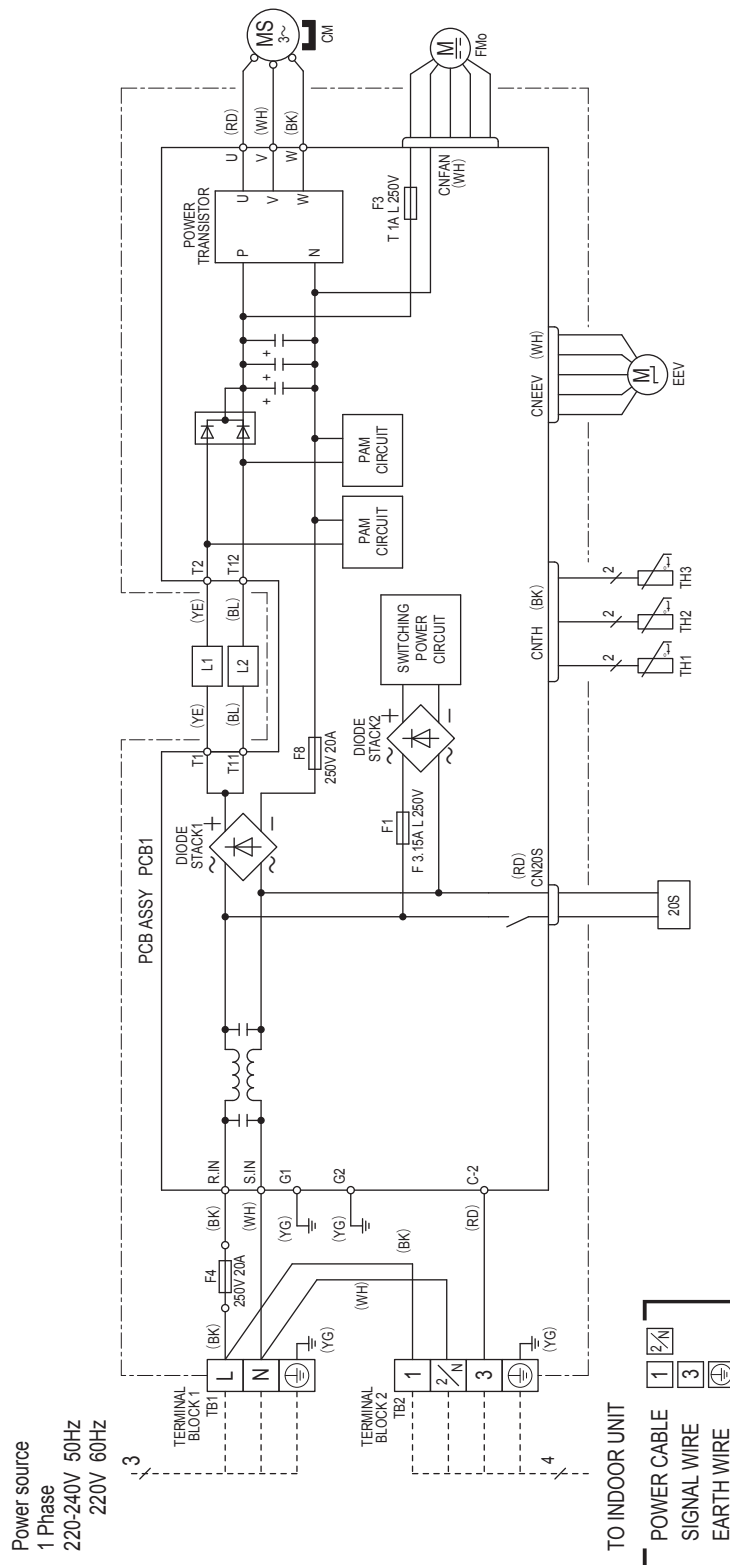 Power source
1 Phase
220-240V 50Hz
220V 60Hz
3
TERMINAL
BLOCK 1
TB1
L
N
(YG)
(BK)
F4
250V 20A
(BK)
(WH)
R.IN
S.IN
G1
(YG)
G2
(YG)
C-2
(RD)
(BK)
(WH)
TERMINAL
BLOCK 2
TB2
1
2/N
3
(YG)
4
TO INDOOR UNIT
POWER CABLE 1 2/N
SIGNAL WIRE 3
EARTH WIRE
PCB ASSY PCB1
DIODE
STACK1
~
~
+
−
T1
T11
(YE)
(BL)
L1
L2
(YE)
(BL)
T2
T12
F8
250V 20A
F1
F 3.15A L 250V
DIODE
STACK2
~
~
+
−
SWITCHING
POWER
CIRCUIT
PAM
CIRCUIT
PAM
CIRCUIT
+
+
+
POWER
TRANSISTOR
P
N
U
V
W
U
V
W
(RD)
(WH)
(BK)
MS
3~
CM
F3
T 1A L 250V
CNFAN
(WH)
M
FMo
(RD)
CN20S
20S
CNTH
(BK)
2
2
2
TH1
TH2
TH3
CNEEV
(WH)
M
EEV